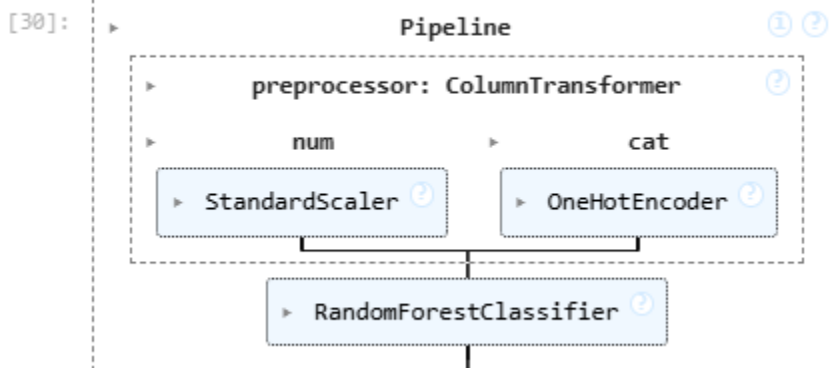 [30]:
Pipeline
preprocessor: ColumnTransformer
num cat
StandardScaler ? OneHotEncoder ?
RandomForestClassifier ?